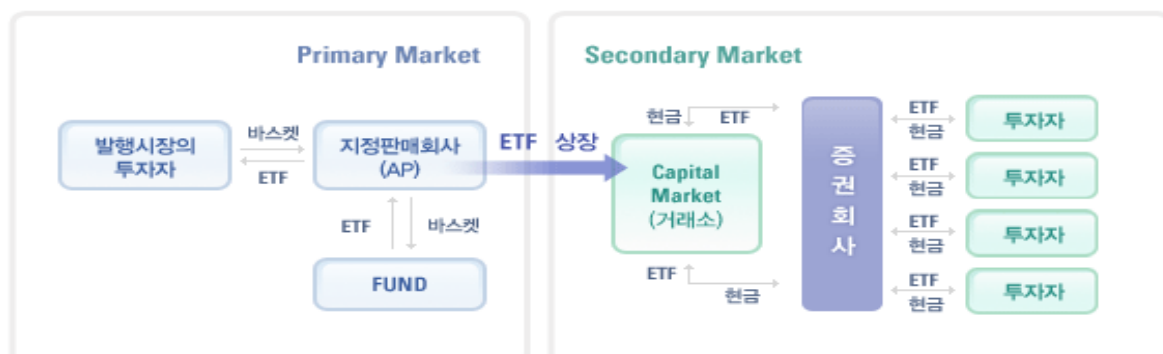 Primary Market
발행시장의
투자자
바스켓
ETF
지정판매회사
(AP)
ETF
바스켓
FUND
ETF 상장
Secondary Market
현금
ETF
Capital
Market
(거래소)
ETF
현금
증
권
회
사
ETF
현금
투자자
ETF
현금
투자자
ETF
현금
투자자
ETF
현금
투자자